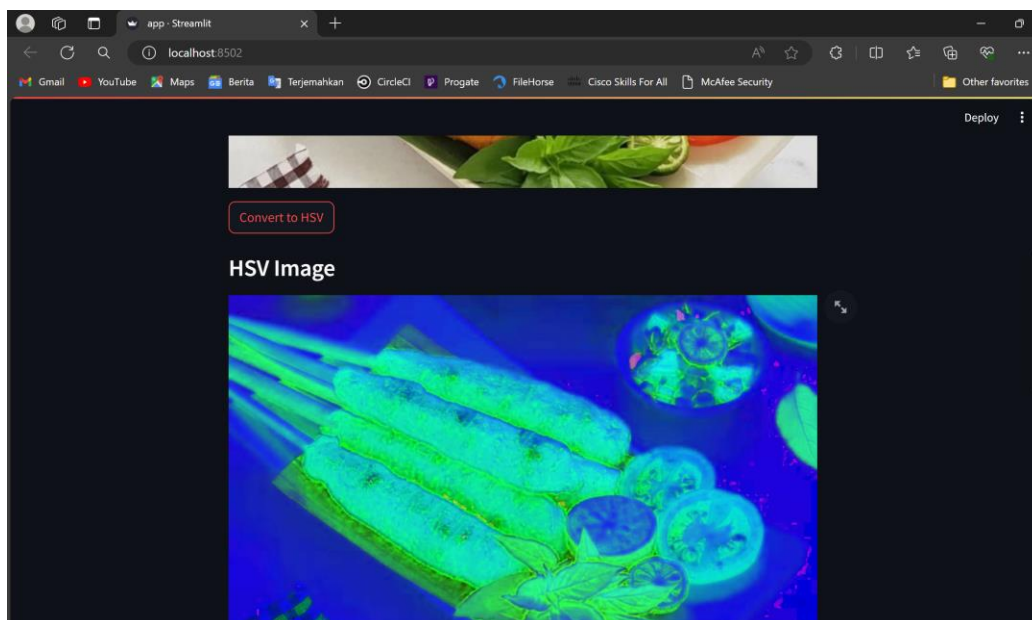 app · Streamlit
localhost:8502
Gmail YouTube Maps Berita Terjemahkan CircleCI Progate FileHorse Cisco Skills For All McAfee Security Other favorites
Deploy
Convert to HSV
HSV Image